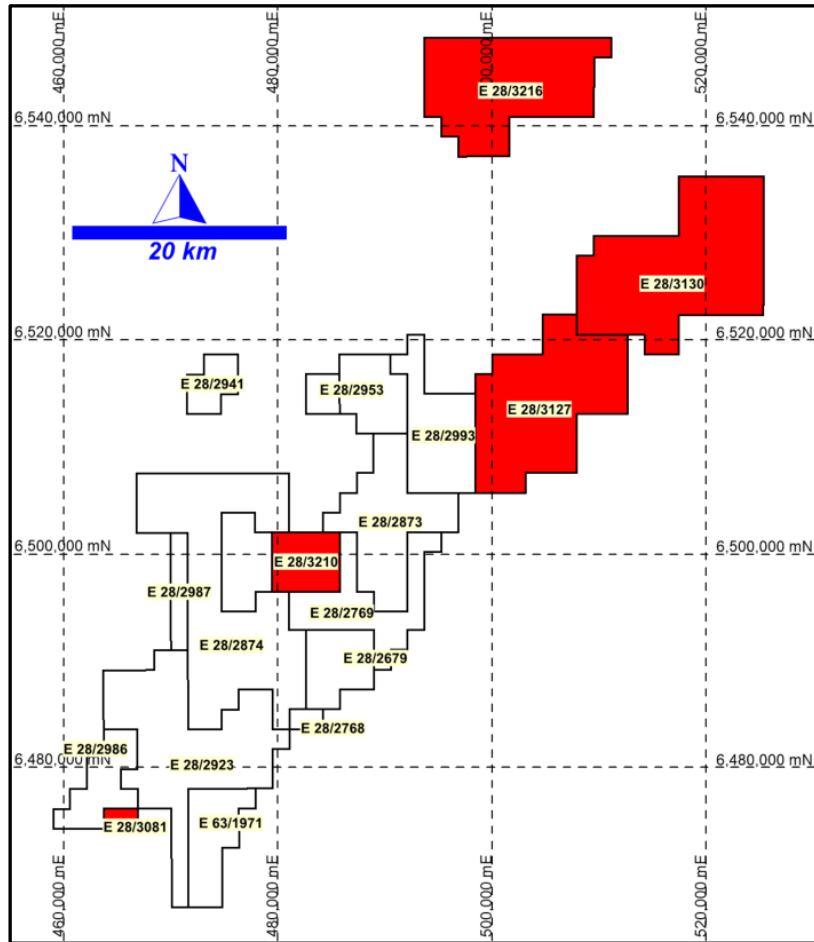 460,000 mE
480,000 mE
500,000 mE
520,000 mE
E 28/3216
6,540,000 mN
6,540,000 mN
N
20 km
E 28/3130
6,520,000 mN
6,520,000 mN
E 28/2941
E 28/2953
E 28/3127
E 28/2993
E 28/2873
6,500,000 mN
6,500,000 mN
E 28/3210
E 28/2987
E 28/2769
E 28/2874
E 28/2679
E 28/2768
E 28/2986
E 28/2923
6,480,000 mN
6,480,000 mN
E 28/3081
E 63/1971
460,000 mE
480,000 mE
500,000 mE
520,000 mE